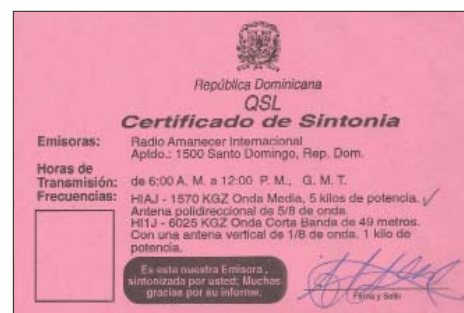 República Dominicana
QSL
Certificado de Sintonia
Emisoras: Radio Amanecer Internacional
Aptdo.: 1500 Santo Domingo, Rep. Dom.
Horas de
Transmisión: de 6:00 A. M. a 12:00 P. M., G. M. T.
Frecuencias: HIAJ - 1570 KGZ Onda Media, 5 kilos de potencia. ✓
Antena polidireccional de 5/8 de onda.
HI1J - 6025 KGZ Onda Corta Banda de 49 metros.
Con una antena vertical de 1/8 de onda. 1 kilo de
potencia.
Es esta nuestra Emisora,
sintonizada por usted; Muchas
gracias por su informe.
Firma y Sello